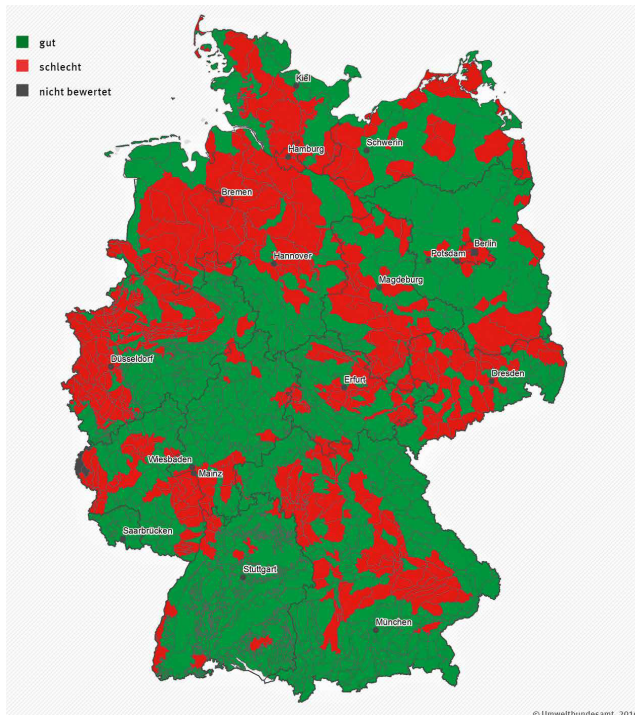 gut
schlecht
nicht bewertet
Kiel
Hamburg
Schwerin
Bremen
Hannover
Potsdam
Berlin
Magdeburg
Düsseldorf
Erfurt
Dresden
Wiesbaden
Mainz
Saarbrücken
Stuttgart
München
© Umweltbundesamt